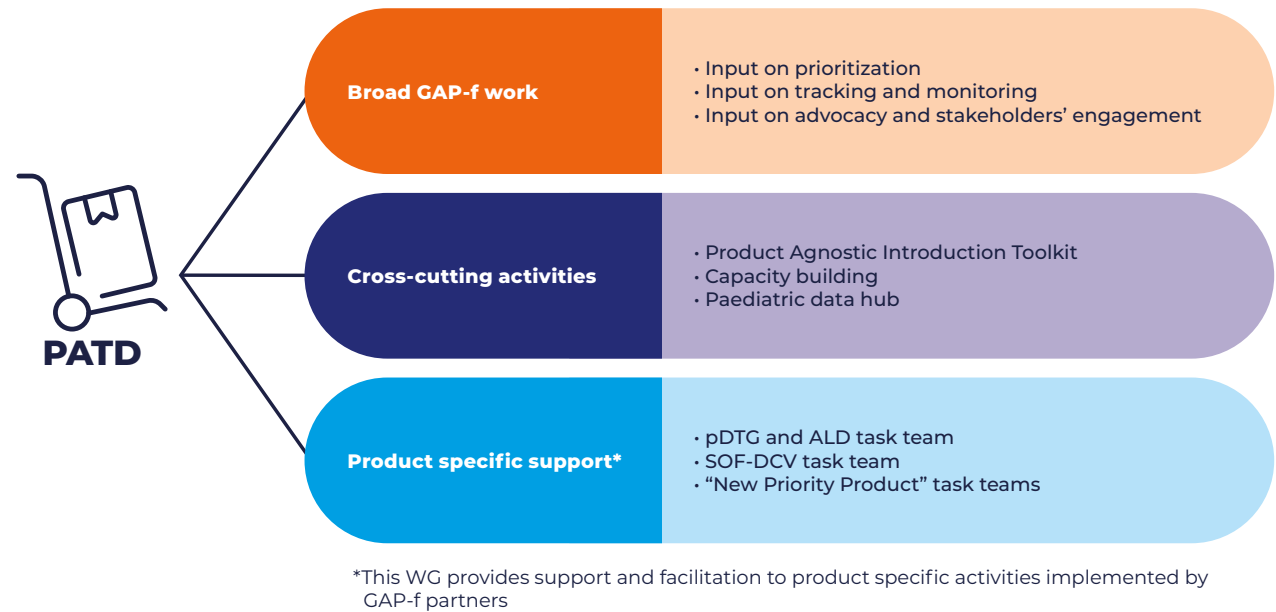 PATD
Broad GAP-f work
• Input on prioritization
• Input on tracking and monitoring
• Input on advocacy and stakeholders’ engagement
Cross-cutting activities
• Product Agnostic Introduction Toolkit
• Capacity building
• Paediatric data hub
Product specific support*
• pDTG and ALD task team
• SOF-DCV task team
• “New Priority Product” task teams
*This WG provides support and facilitation to product specific activities implemented by
GAP-f partners